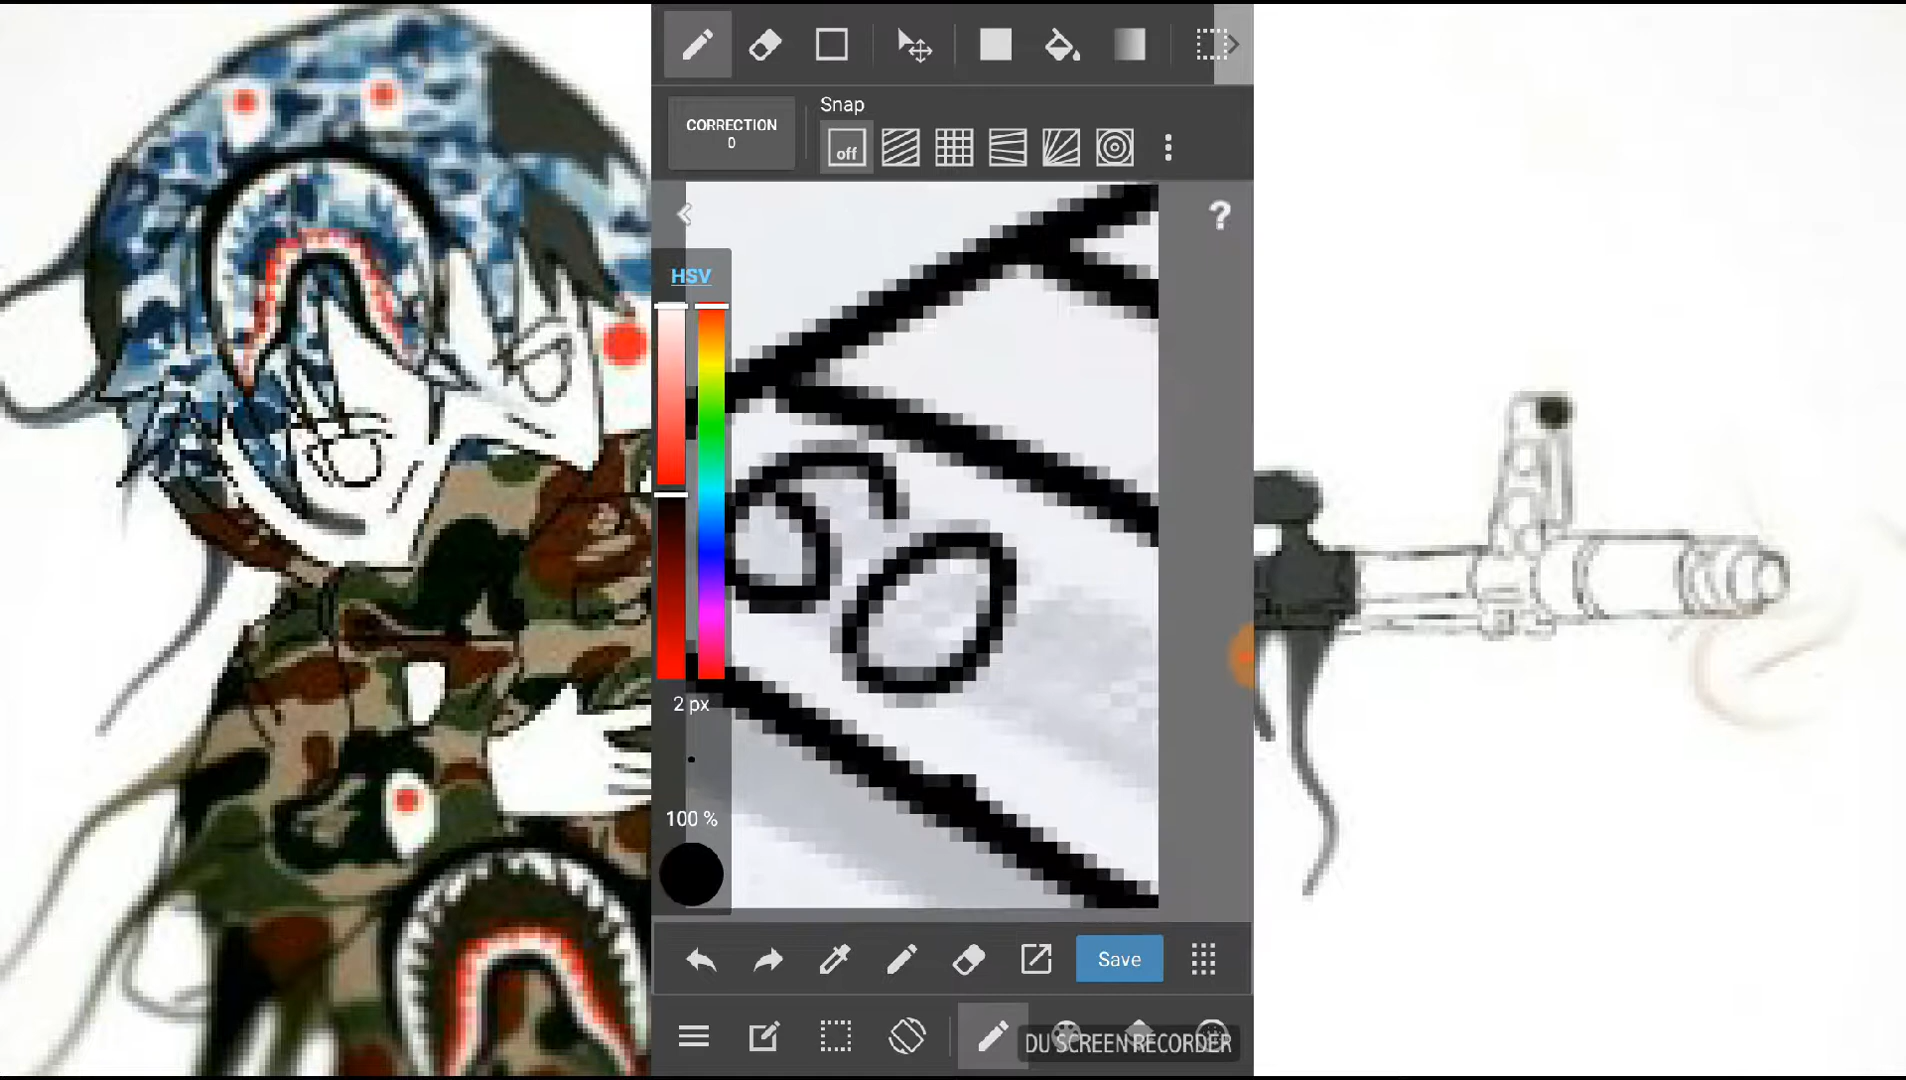 Snap
CORRECTION
0
off
?
HSV
2 px
100 %
Save
DU SCREEN RECORDER